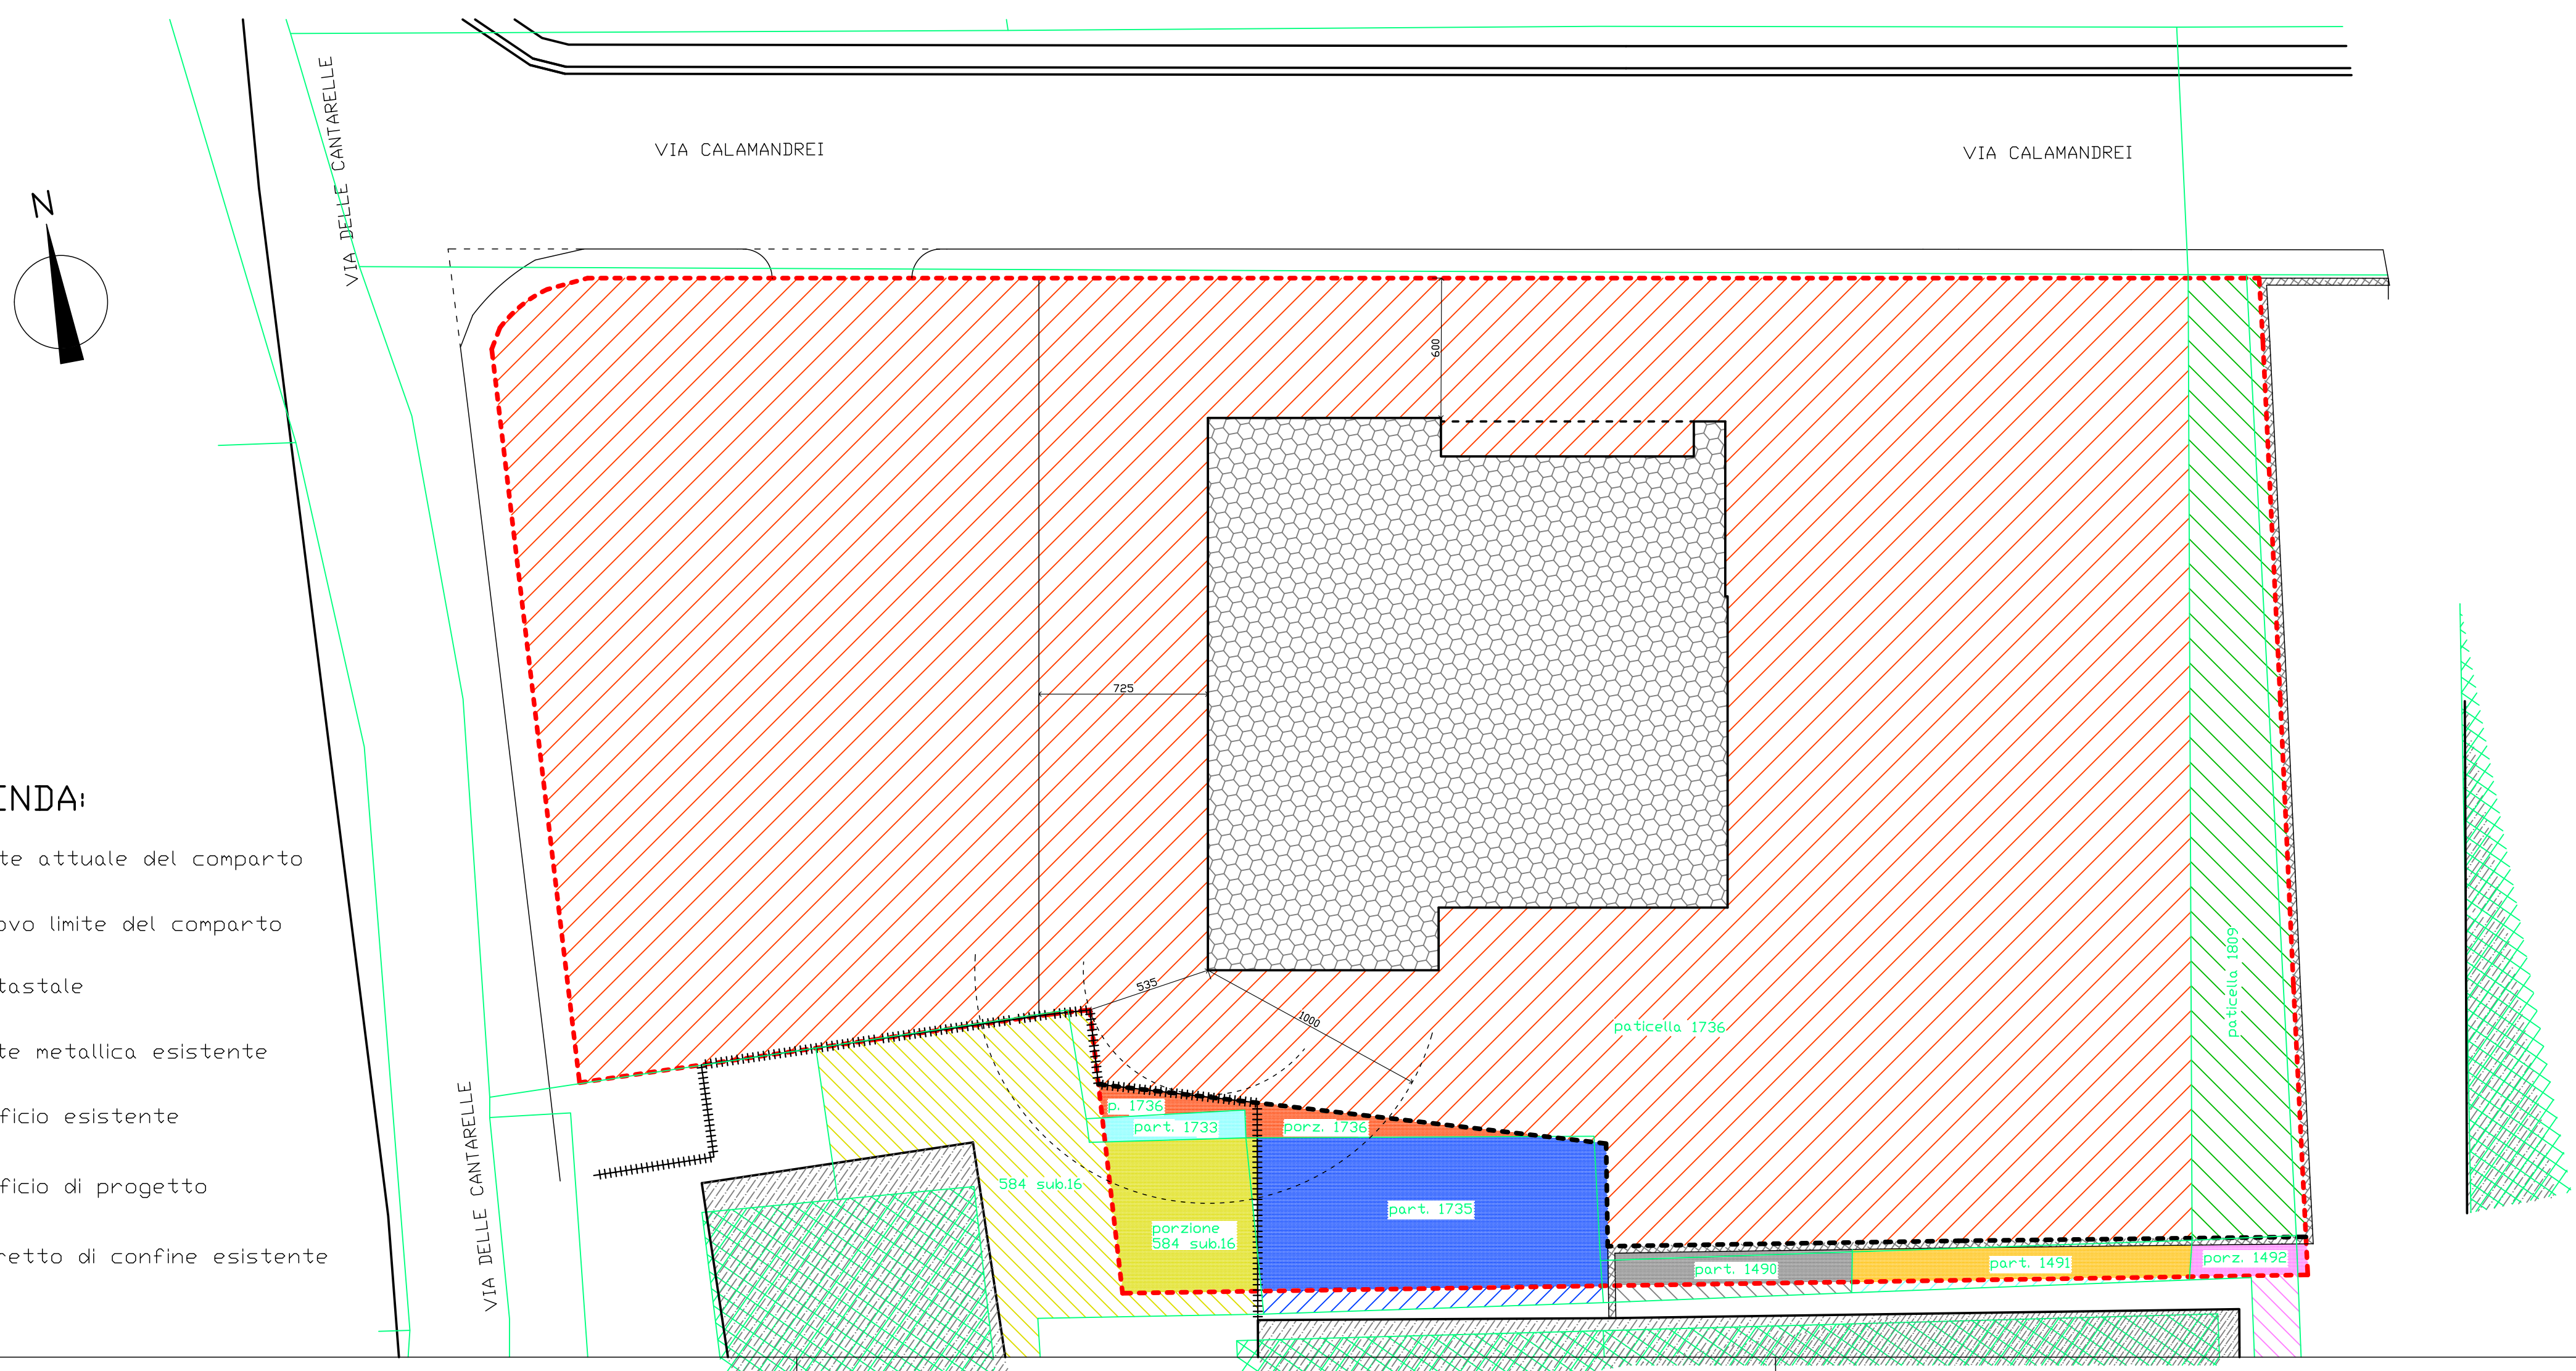 VIA DELLE CANTARELLE
VIA CALAMANDREI
VIA CALAMANDREI
N
600
725
535
1000
ENDA:
te attuale del comparto
ovo limite del comparto
tastale
te metallica esistente
ficio esistente
ficio di progetto
retto di confine esistente
VIA DELLE CANTARELLE
paticella 1736
paticella 1809
p. 1736
part. 1733
porz. 1736
584 sub.16
part. 1735
porzione
584 sub.16
part. 1490
part. 1491
porz. 1492